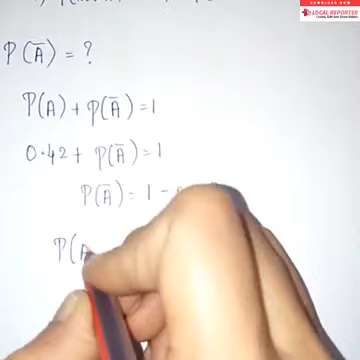 LOCAL REPORTER
P(Ā) = ?
P(A) + P(Ā) = 1
0.42 + P(Ā) = 1
P(Ā) = 1 -
P(A